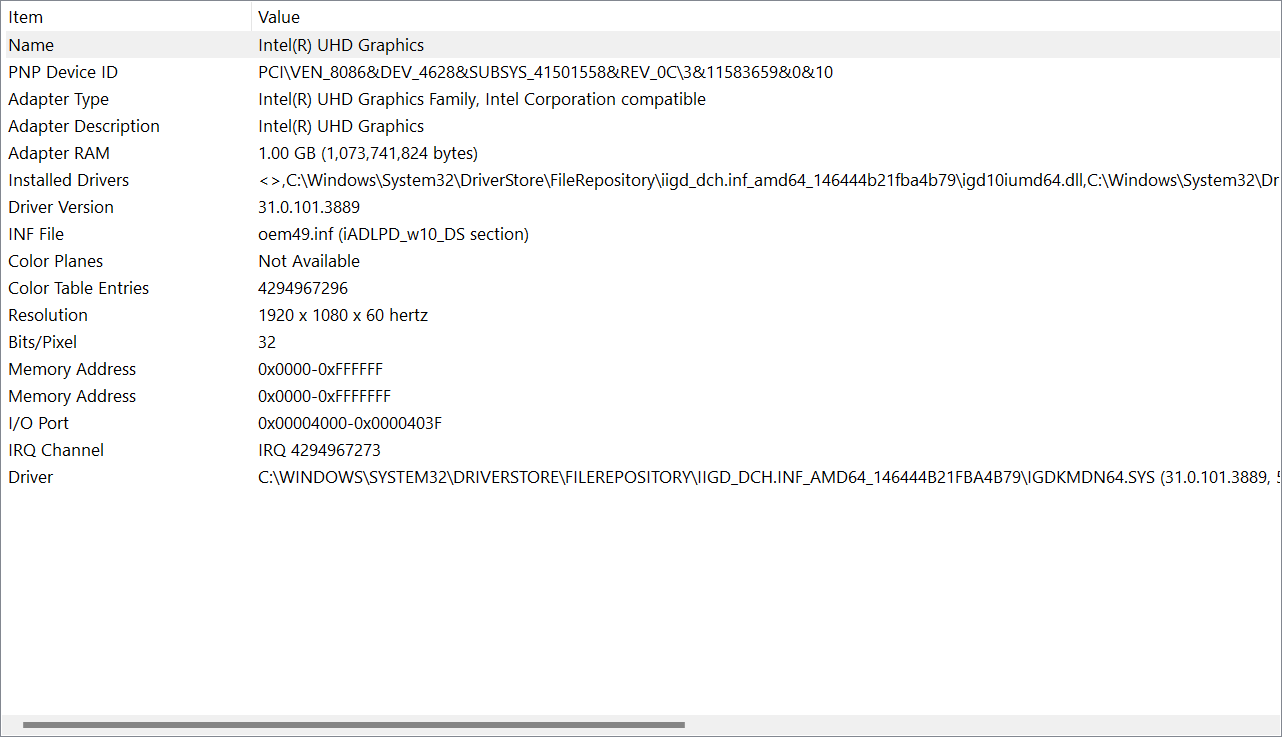 Item Value
Name Intel(R) UHD Graphics
PNP Device ID PCI\VEN_8086&DEV_4628&SUBSYS_41501558&REV_0C\3&11583659&0&10
Adapter Type Intel(R) UHD Graphics Family, Intel Corporation compatible
Adapter Description Intel(R) UHD Graphics
Adapter RAM 1.00 GB (1,073,741,824 bytes)
Installed Drivers <>,C:\Windows\System32\DriverStore\FileRepository\iigd_dch.inf_amd64_146444b21fba4b79\igd10iumd64.dll,C:\Windows\System32\Dr
Driver Version 31.0.101.3889
INF File oem49.inf (iADLPD_w10_DS section)
Color Planes Not Available
Color Table Entries 4294967296
Resolution 1920 x 1080 x 60 hertz
Bits/Pixel 32
Memory Address 0x0000-0xFFFFFF
Memory Address 0x0000-0xFFFFFFF
I/O Port 0x00004000-0x0000403F
IRQ Channel IRQ 4294967273
Driver C:\WINDOWS\SYSTEM32\DRIVERSTORE\FILEREPOSITORY\IIGD_DCH.INF_AMD64_146444B21FBA4B79\IGDKMDN64.SYS (31.0.101.3889,